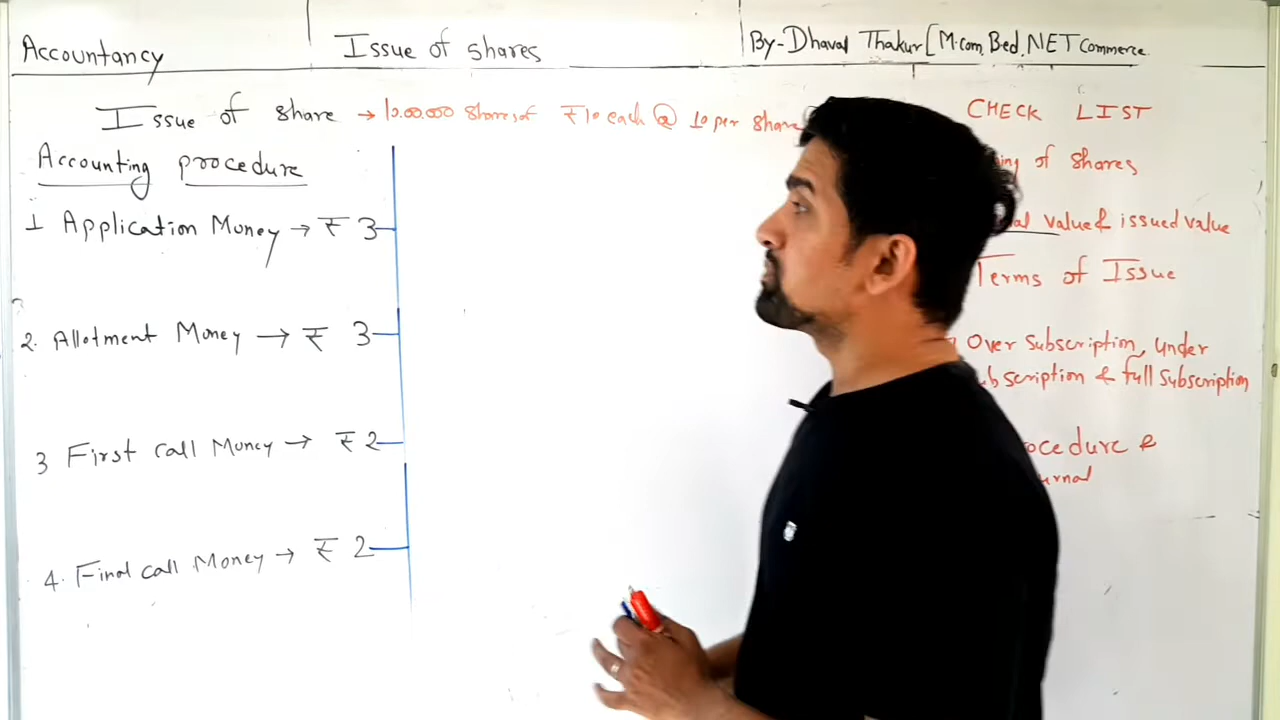 Accountancy
Issue of shares
By-Dhaval Thakur [M.com, Bed, NET Commerce
Issue of share → 10,00,000 shares of ₹10 each @ 10 per share
Accounting procedure
1 Application Money → ₹ 3
2. Allotment Money → ₹ 3
3 First call Money → ₹ 2
4. Final call Money → ₹ 2
CHECK LIST
of shares
value & issued value
Terms of Issue
Over Subscription, under
Subscription & full Subscription